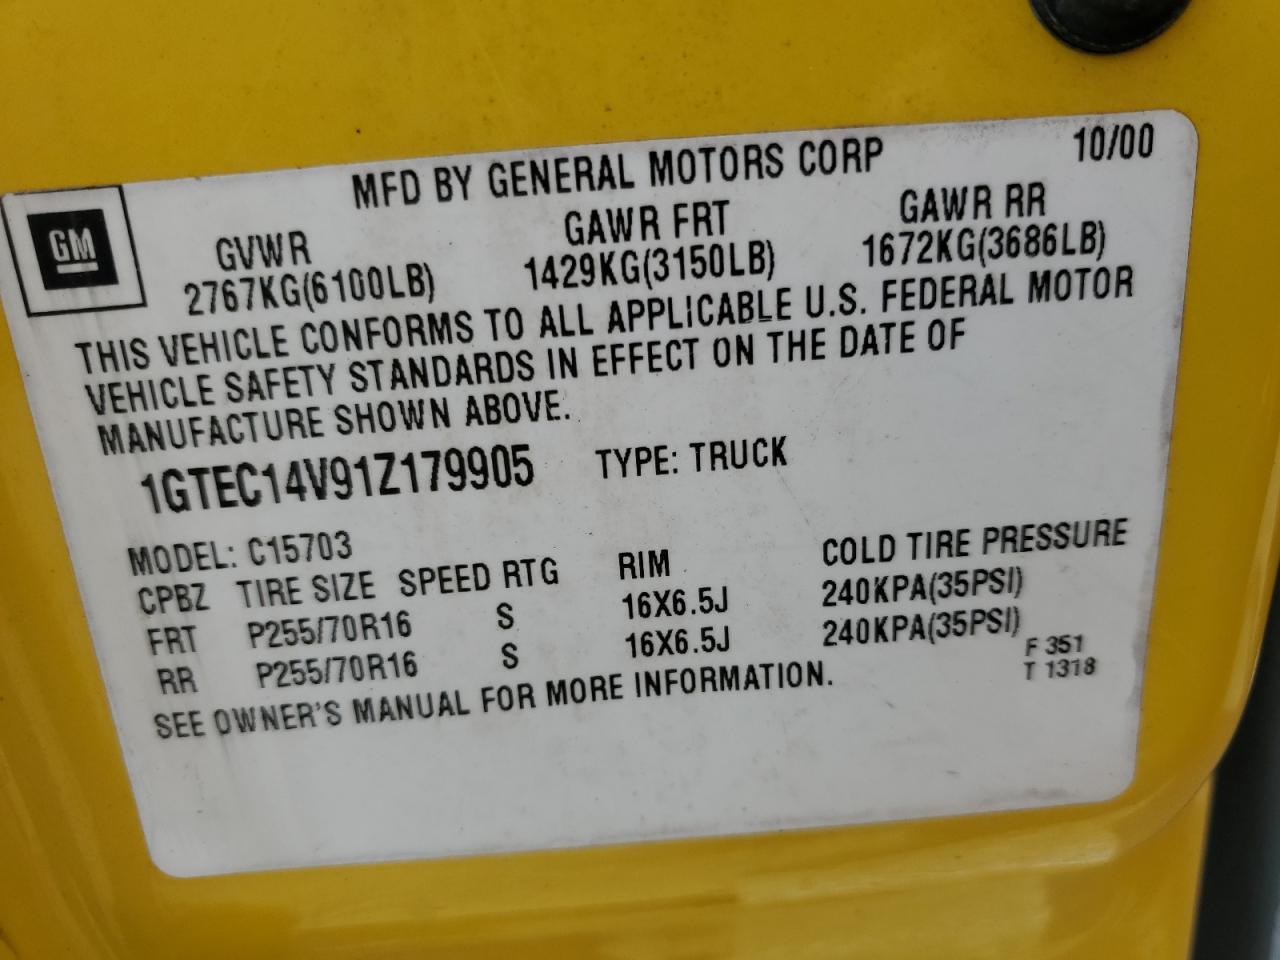 MFD BY GENERAL MOTORS CORP 10/00
GM
GVWR GAWR FRT GAWR RR
2767KG(6100LB) 1429KG(3150LB) 1672KG(3686LB)
THIS VEHICLE CONFORMS TO ALL APPLICABLE U.S. FEDERAL MOTOR
VEHICLE SAFETY STANDARDS IN EFFECT ON THE DATE OF
MANUFACTURE SHOWN ABOVE.
1GTEC14V91Z179905 TYPE: TRUCK
MODEL: C15703
CPBZ TIRE SIZE SPEED RTG RIM COLD TIRE PRESSURE
FRT P255/70R16 S 16X6.5J 240KPA(35PSI)
RR P255/70R16 S 16X6.5J 240KPA(35PSI)
SEE OWNER'S MANUAL FOR MORE INFORMATION.
F 351
T 1318